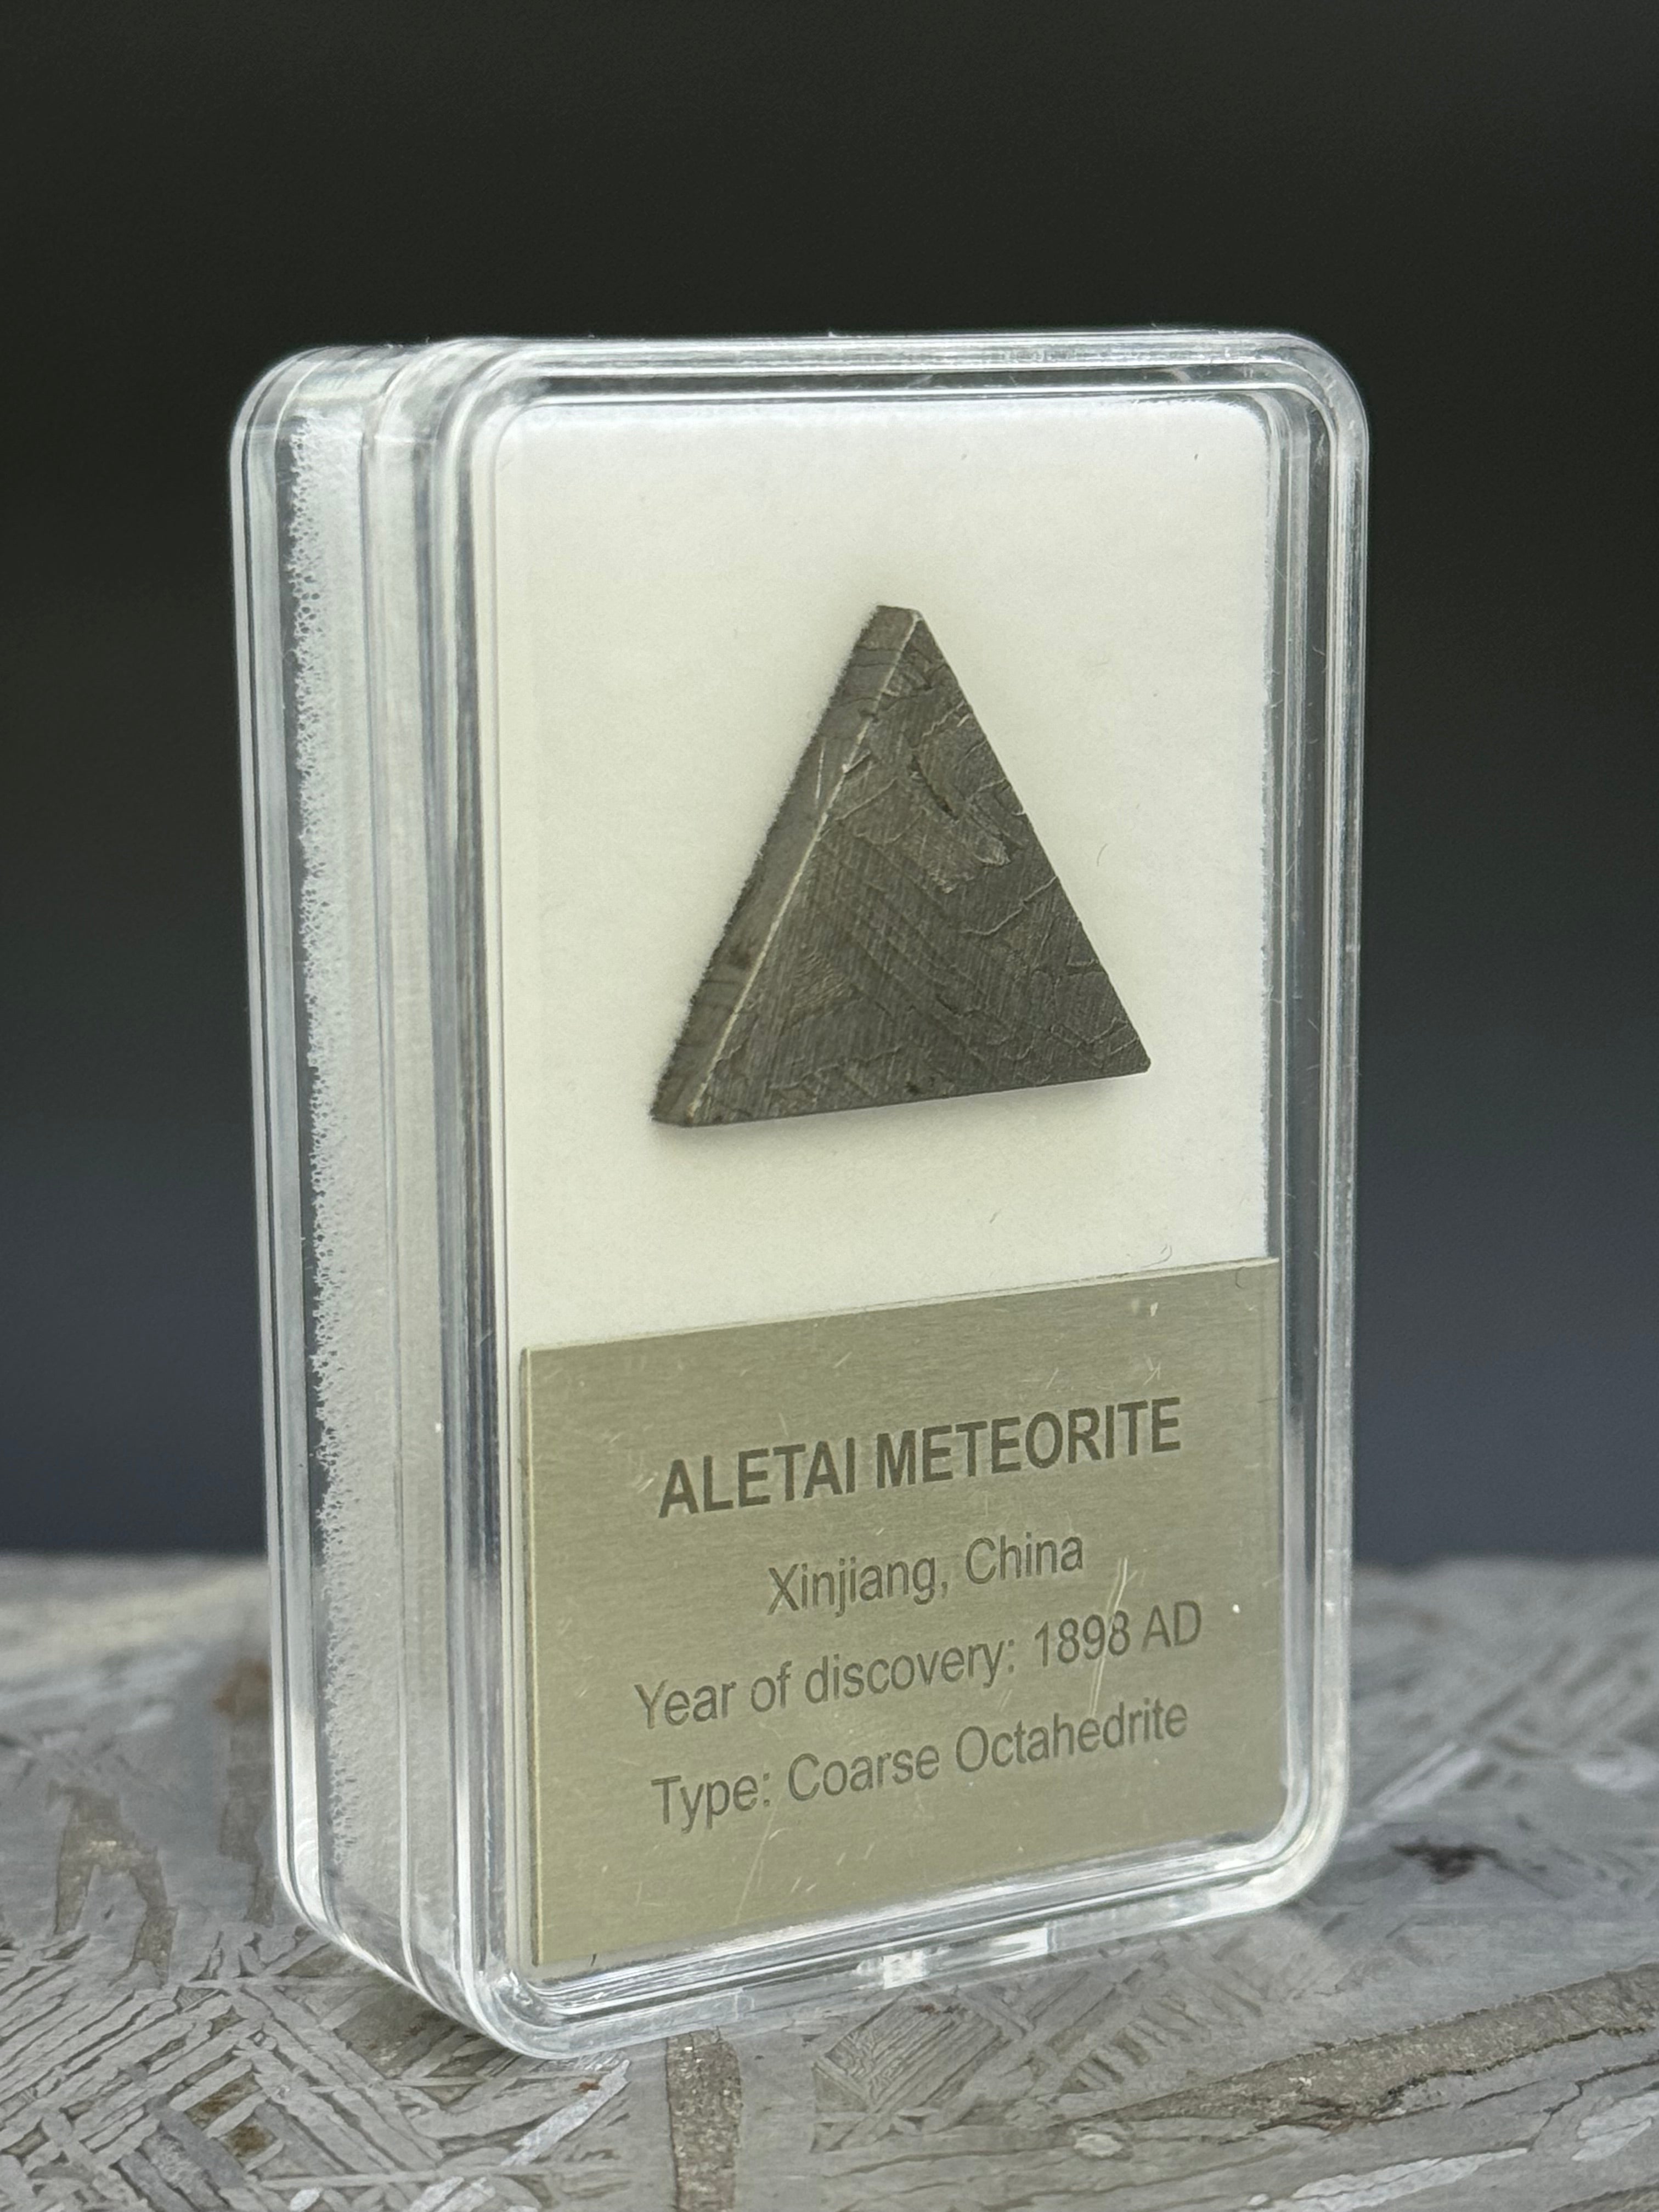 ALETAI METEORITE
Xinjiang, China
Year of discovery: 1898 AD
Type: Coarse Octahedrite